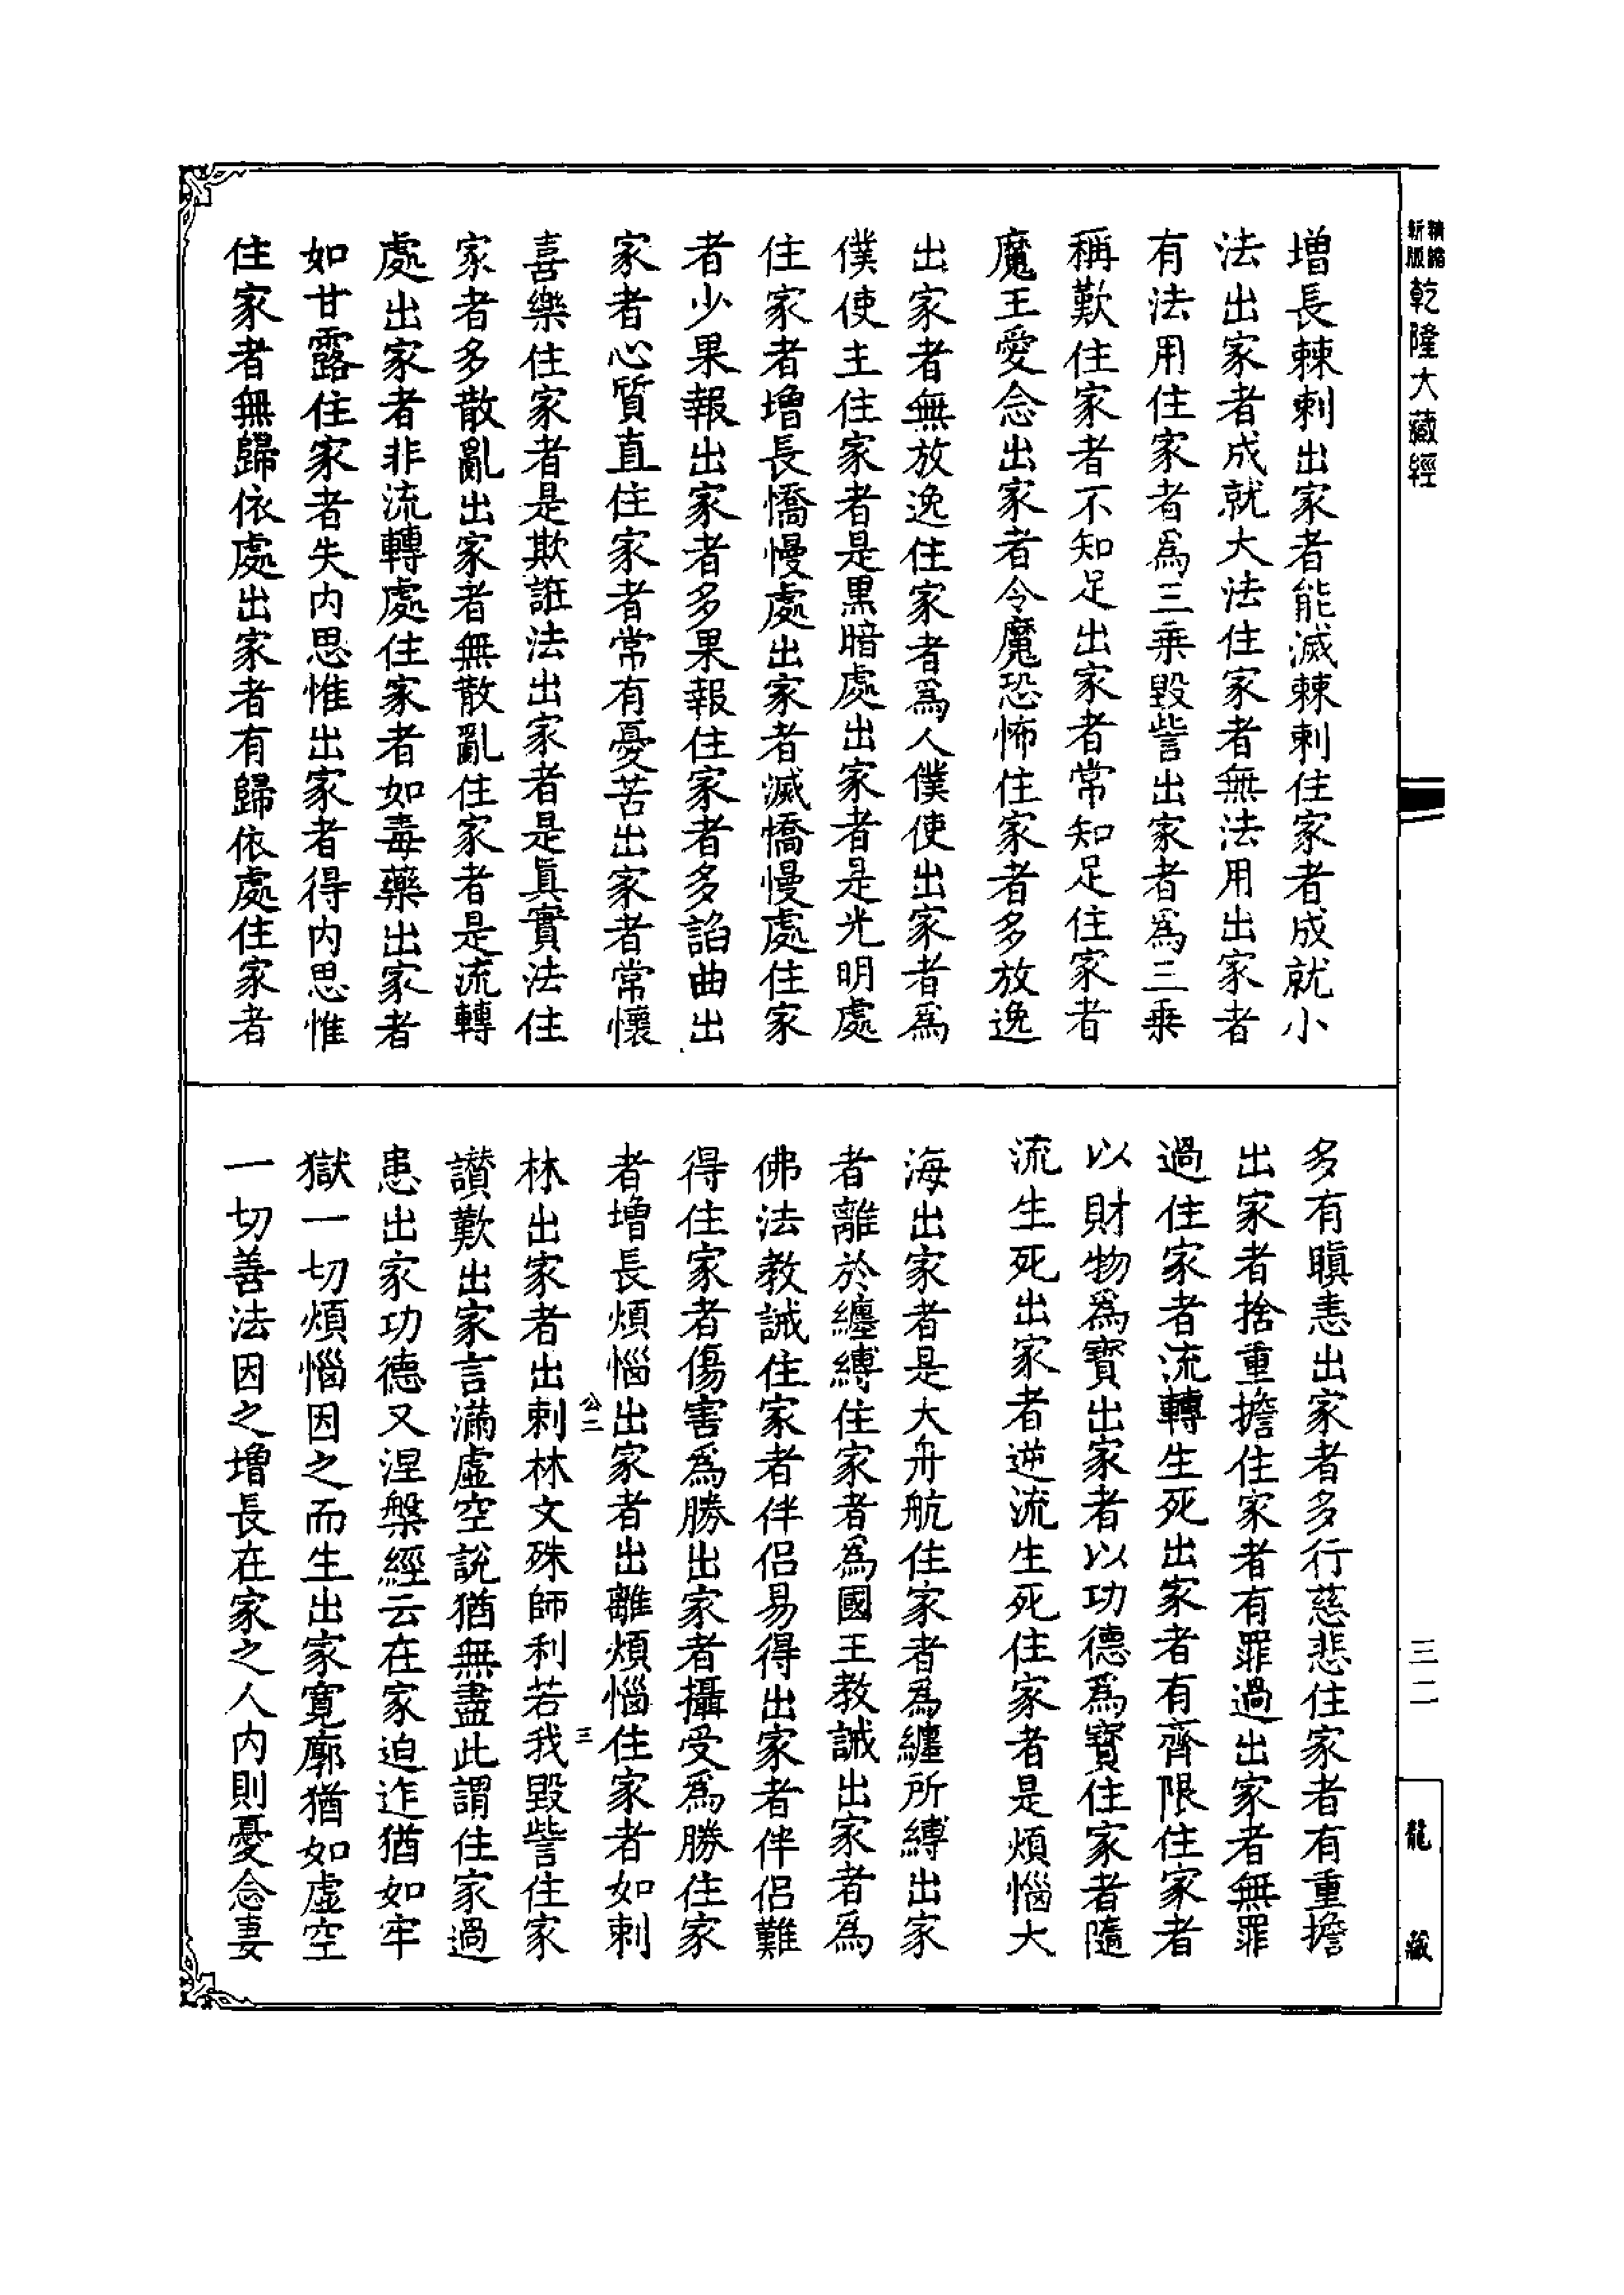 精縮
新版
乾隆大藏經
增長棘刺出家者能滅棘刺住家者成就小
法出家者成就大法住家者無法用出家者
有法用住家者為三乘毀訾出家者為三乘
稱歎住家者不知足出家者常知足住家者
魔王愛念出家者令魔恐怖住家者多放逸
出家者無放逸住家者為人僕使出家者為
僕使主住家者是黑暗處出家者是光明處
住家者增長憍慢處出家者滅憍慢處住家
者少果報出家者多果報住家者多諂曲出
家者心質直住家者常有憂苦出家者常懷
喜樂住家者是欺誑法出家者是真實法住
家者多散亂出家者無散亂住家者是流轉
處出家者非流轉處住家者如毒藥出家者
如甘露住家者失內思惟出家者得內思惟
住家者無歸依處出家者有歸依處住家者
多有瞋恚出家者多行慈悲住家者有重擔
出家者捨重擔住家者有罪過出家者無罪
過住家者流轉生死出家者有齊限住家者
以財物為寶出家者以功德為寶住家者隨
流生死出家者逆流生死住家者是煩惱大
海出家者是大舟航住家者為纏所縛出家
者離於纏縛住家者為國王教誡出家者為
佛法教誡住家者伴侶易得出家者伴侶難
得住家者傷害為勝出家者攝受為勝住家
者增長煩惱出家者出離煩惱住家者如刺
公二 三
林出家者出刺林文殊師利若我毀訾住家
讚歎出家言滿虛空說猶無盡此謂住家過
患出家功德又涅槃經云在家迫迮猶如牢
獄一切煩惱因之而生出家寬廓猶如虛空
一切善法因之增長在家之人內則憂念妻
三二
龍藏